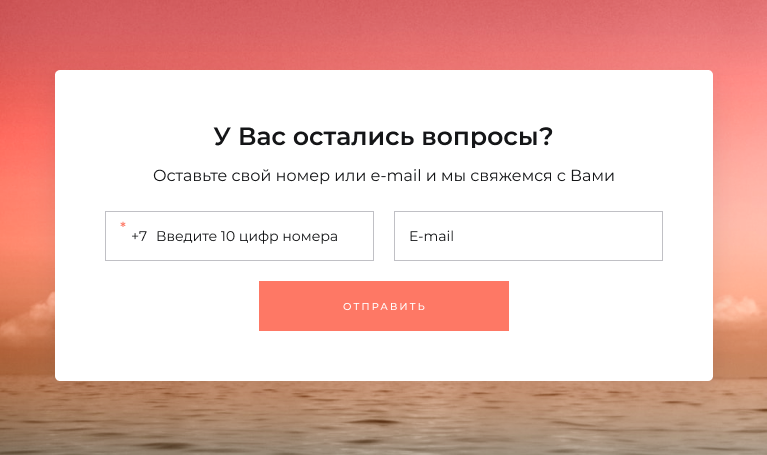 У Вас остались вопросы?
Оставьте свой номер или e-mail и мы свяжемся с Вами
* +7 Введите 10 цифр номера
E-mail
ОТПРАВИТЬ